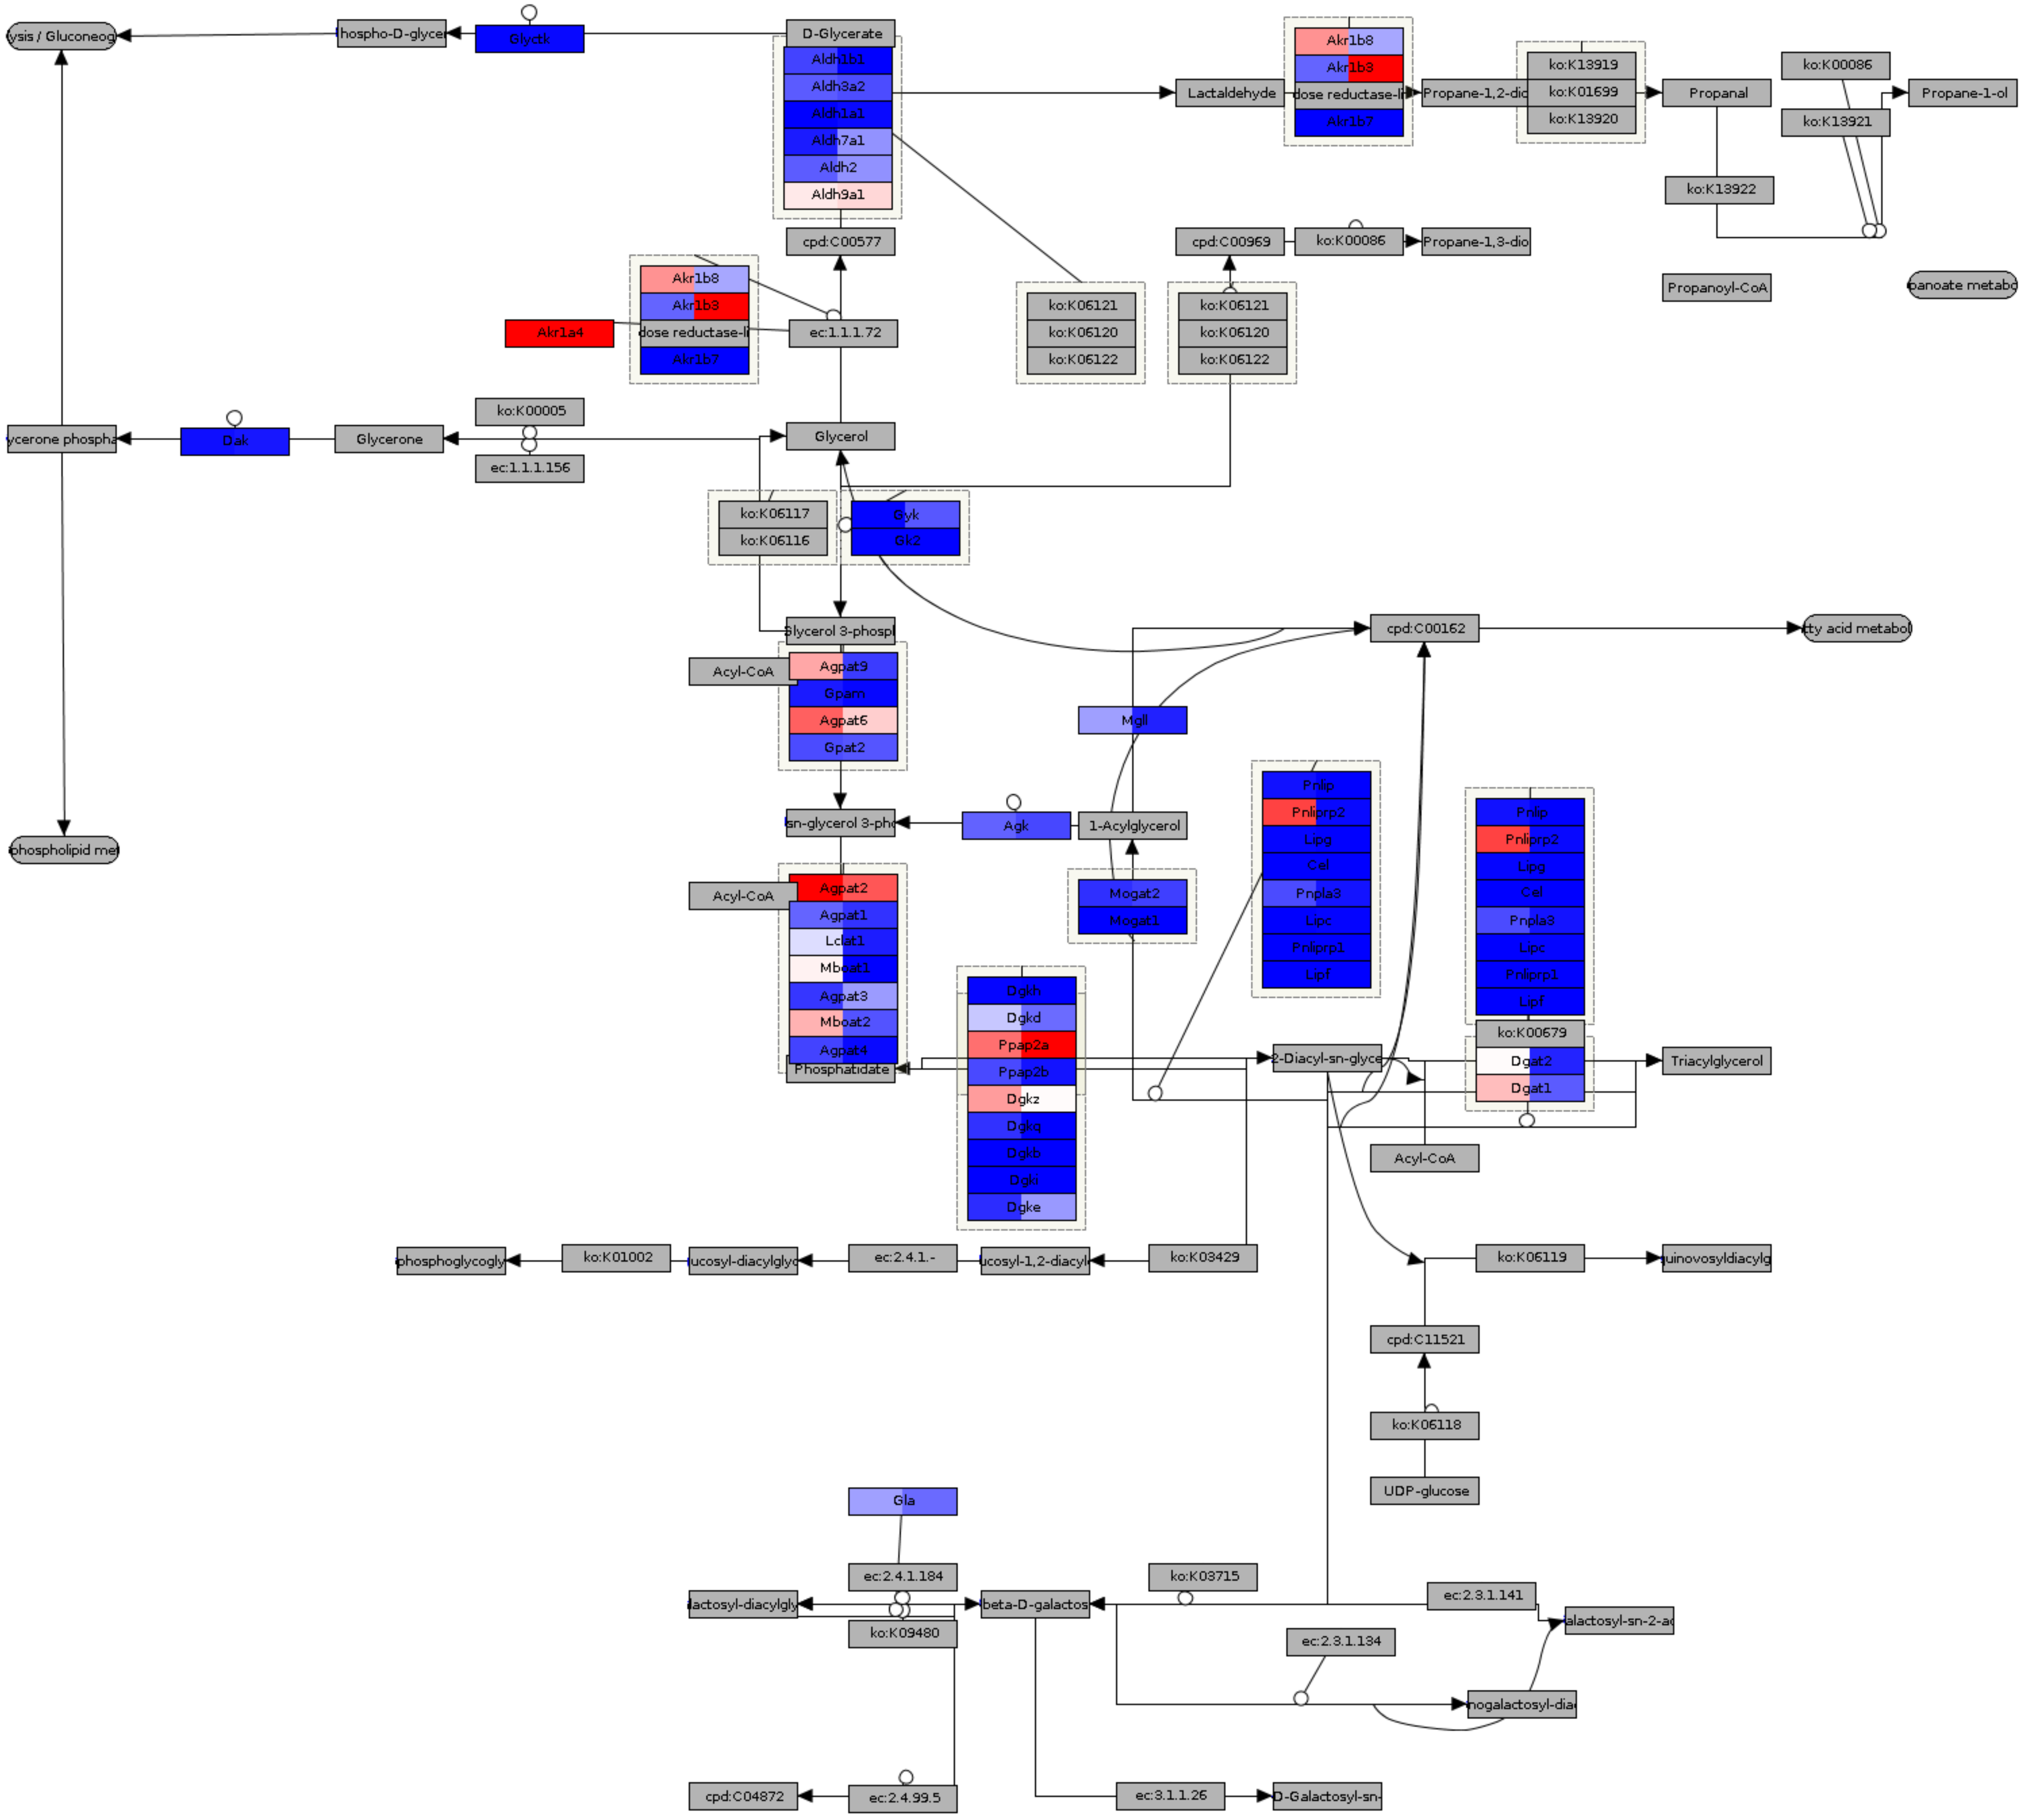 ysis / Gluconeog
hospho-D-glycer
Glyctk
D-Glycerate
Aldh1b1
Aldh3a2
Aldh1a1
Aldh7a1
Aldh2
Aldh9a1
Lactaldehyde
Akr1b8
Akr1b3
dose reductase-li
Akr1b7
Propane-1,2-dio
ko:K13919
ko:K01699
ko:K13920
Propanal
ko:K00086
ko:K13921
Propane-1-ol
ko:K13922
cpd:C00577
cpd:C00969
ko:K00086
Propane-1,3-dio
Propanoyl-CoA
panoate metabo
Akr1b8
Akr1b3
dose reductase-li
Akr1b7
Akr1a4
ec:1.1.1.72
ko:K06121
ko:K06120
ko:K06122
ko:K06121
ko:K06120
ko:K06122
ycerone phospha
Dak
Glycerone
ko:K00005
ec:1.1.1.156
Glycerol
ko:K06117
ko:K06116
Gyk
Gk2
Glycerol 3-phosph
cpd:C00162
tty acid metabol
Acyl-CoA
Agpat9
Gpam
Agpat6
Gpat2
Mgll
sn-glycerol 3-pho
Agk
1-Acylglycerol
phospholipid met
Pnlip
Pnliprp2
Lipg
Cel
Pnpla3
Lipc
Pnliprp1
Lipf
Pnlip
Pnliprp2
Lipg
Cel
Pnpla3
Lipc
Pnliprp1
Lipf
Acyl-CoA
Agpat2
Agpat1
Lclat1
Mboat1
Agpat3
Mboat2
Agpat4
Phosphatidate
Mogat2
Mogat1
Dgkh
Dgkd
Ppap2a
Ppap2b
Dgkz
Dgkq
Dgkb
Dgki
Dgke
2-Diacyl-sn-glyce
ko:K00679
Dgat2
Dgat1
Triacylglycerol
Acyl-CoA
phosphoglycogly
ko:K01002
ucosyl-diacylglyc
ec:2.4.1.-
ucosyl-1,2-diacyl
ko:K03429
ko:K06119
uinovosyldiacylg
cpd:C11521
ko:K06118
UDP-glucose
Gla
ec:2.4.1.184
lactosyl-diacylgly
ko:K09480
beta-D-galactos
ko:K03715
ec:2.3.1.141
alactosyl-sn-2-ac
ec:2.3.1.134
nogalactosyl-diac
cpd:C04872
ec:2.4.99.5
ec:3.1.1.26
D-Galactosyl-sn-